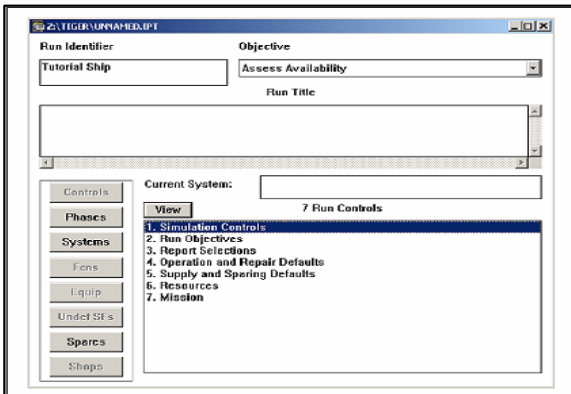 Z:\TIGER\UNNAMED.IPT
Run Identifier
Objective
Tutorial Ship
Assess Availability
Run Title
Controls
Phases
Systems
Fcns
Equip
Undef SFs
Spares
Shops
Current System:
View
7 Run Controls
1. Simulation Controls
2. Run Objectives
3. Report Selections
4. Operation and Repair Defaults
5. Supply and Sparing Defaults
6. Resources
7. Mission